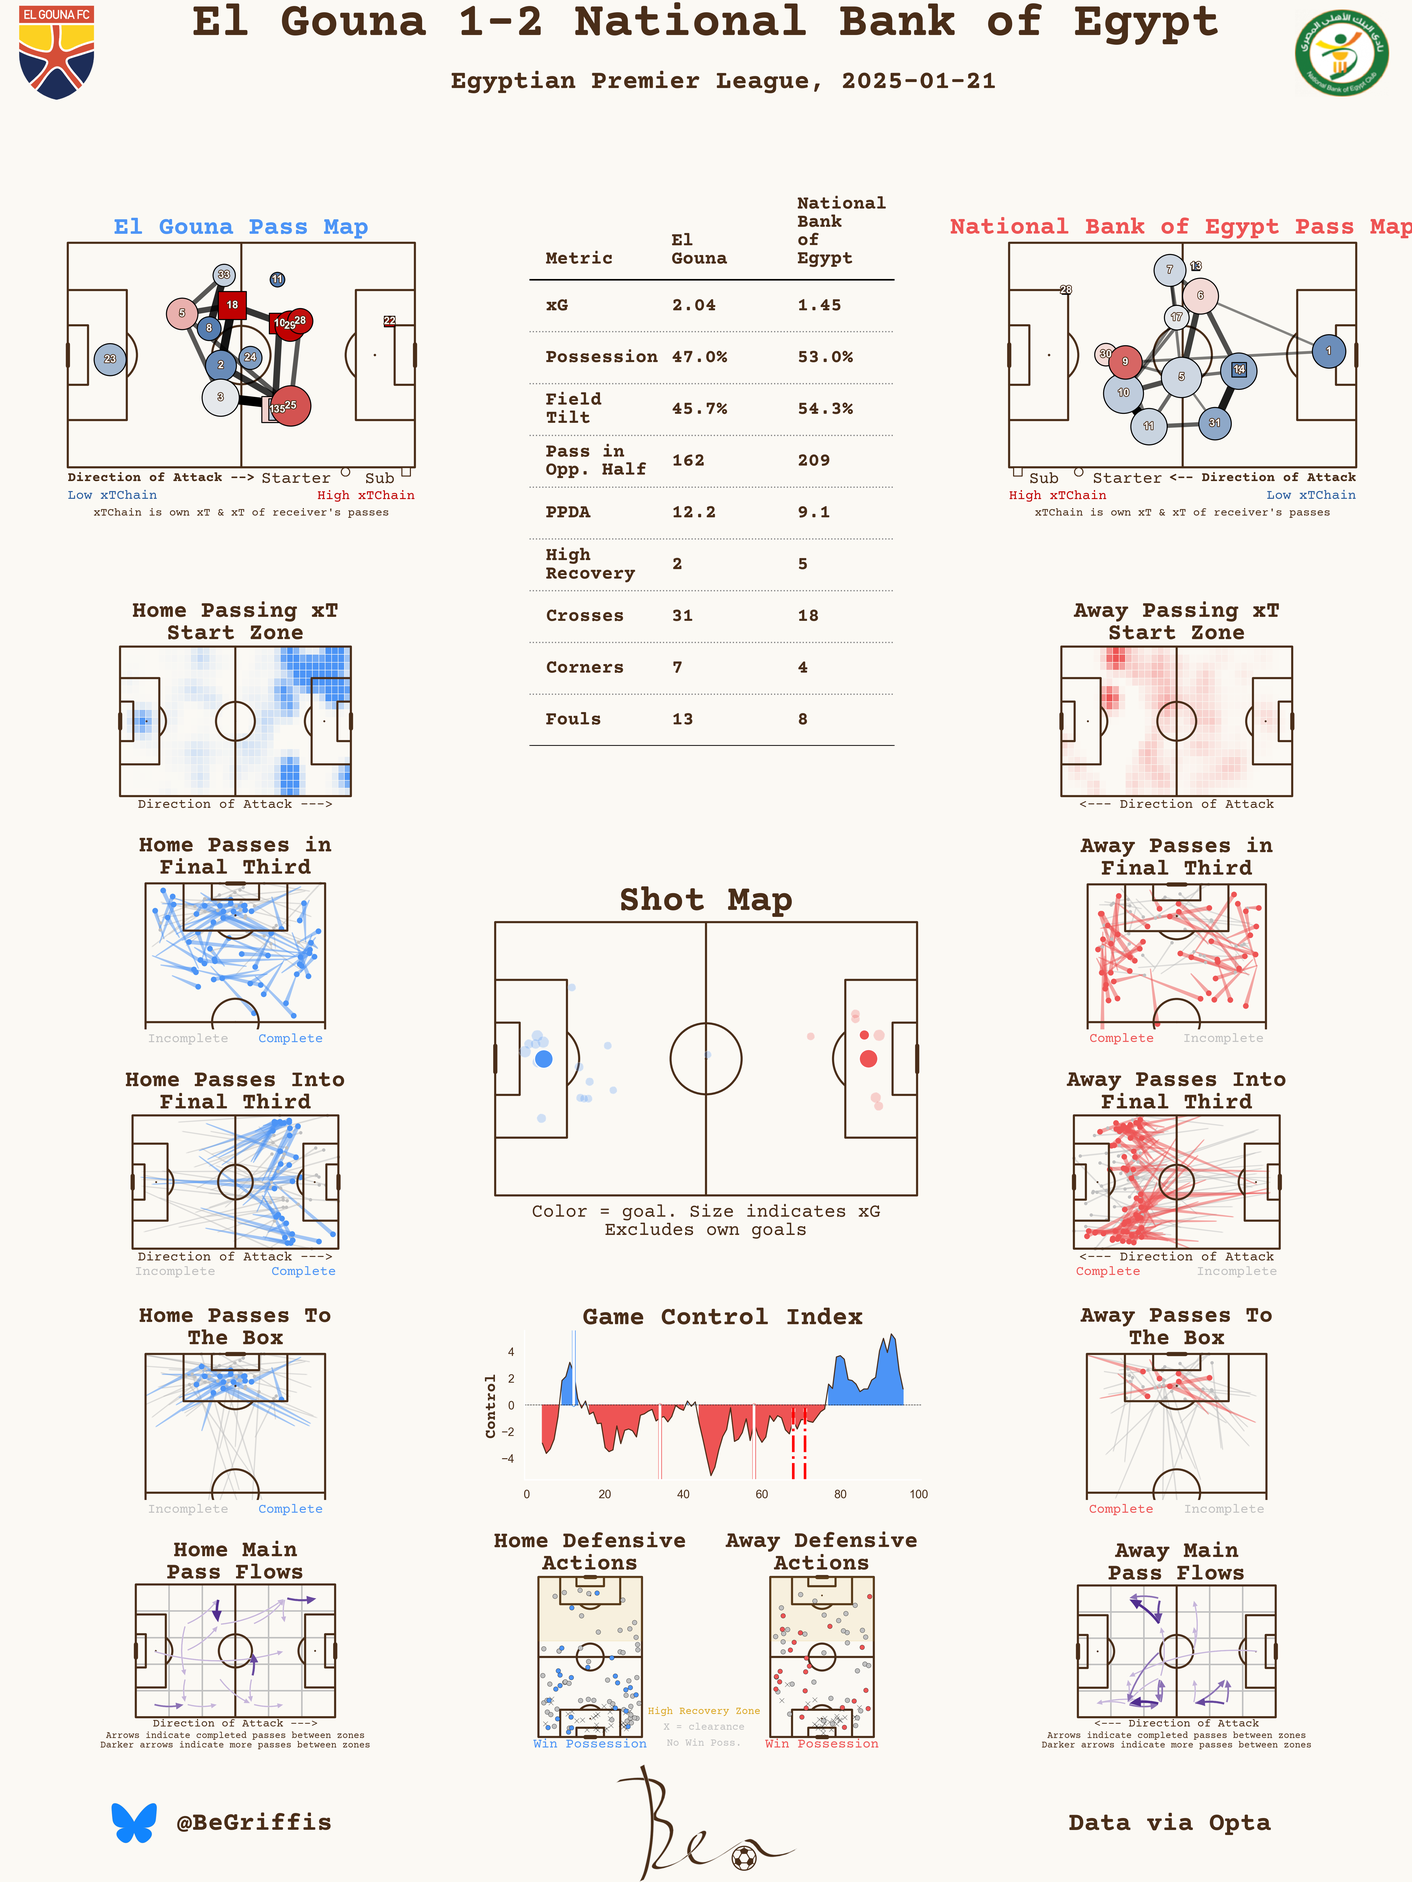 El Gouna 1-2 National Bank of Egypt
Egyptian Premier League, 2025-01-21
EL GOUNA FC
نادي البنك الأهلي المصري
National Bank of Egypt Club
El Gouna Pass Map
33
11
18
5
10
29
28
22
8
23
24
2
3
135
25
Direction of Attack --> Starter Sub
Low xTChain High xTChain
xTChain is own xT & xT of receiver's passes
Metric El Gouna National Bank of Egypt
xG 2.04 1.45
Possession 47.0% 53.0%
Field Tilt 45.7% 54.3%
Pass in Opp. Half 162 209
PPDA 12.2 9.1
High Recovery 2 5
Crosses 31 18
Corners 7 4
Fouls 13 8
National Bank of Egypt Pass Map
7
13
28
6
17
30
9
1
5
14
10
11
31
Sub Starter <-- Direction of Attack
High xTChain Low xTChain
xTChain is own xT & xT of receiver's passes
Home Passing xT
Start Zone
Direction of Attack --->
Away Passing xT
Start Zone
<--- Direction of Attack
Home Passes in
Final Third
Incomplete Complete
Away Passes in
Final Third
Complete Incomplete
Shot Map
Color = goal. Size indicates xG
Excludes own goals
Home Passes Into
Final Third
Direction of Attack --->
Incomplete Complete
Away Passes Into
Final Third
<--- Direction of Attack
Complete Incomplete
Home Passes To
The Box
Incomplete Complete
Game Control Index
Control
4
2
0
−2
−4
0 20 40 60 80 100
Away Passes To
The Box
Complete Incomplete
Home Main
Pass Flows
Direction of Attack --->
Arrows indicate completed passes between zones
Darker arrows indicate more passes between zones
Home Defensive
Actions
Win Possession
Away Defensive
Actions
Win Possession
High Recovery Zone
X = clearance
No Win Poss.
Away Main
Pass Flows
<--- Direction of Attack
Arrows indicate completed passes between zones
Darker arrows indicate more passes between zones
@BeGriffis
Ben
Data via Opta